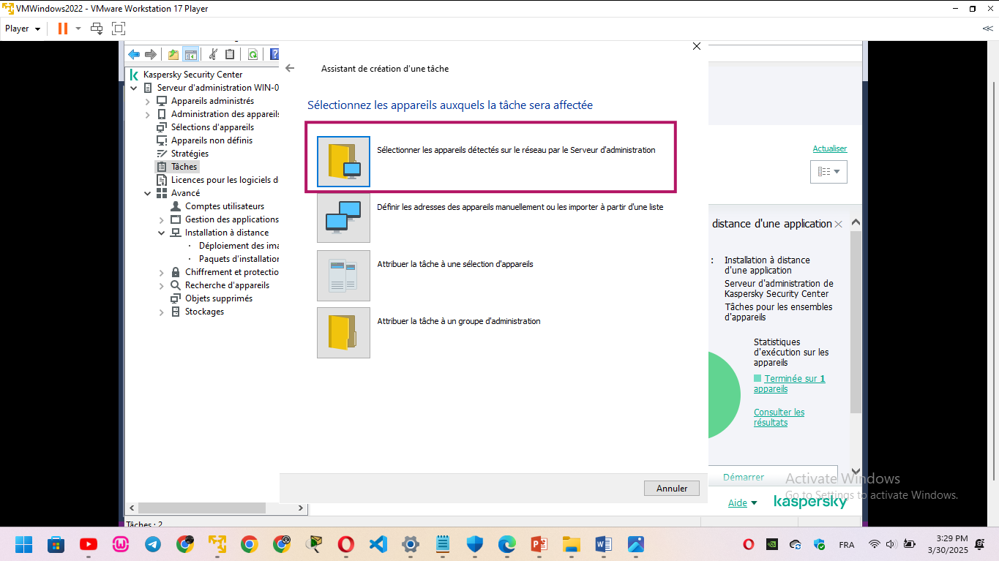 VMWindows2022 - VMware Workstation 17 Player
Player
Kaspersky Security Center
Serveur d'administration WIN-0
Appareils administrés
Administration des appareils
Sélections d'appareils
Appareils non définis
Stratégies
Tâches
Licences pour les logiciels d
Avancé
Comptes utilisateurs
Gestion des applications
Installation à distance
Déploiement des ima
Paquets d'installation
Chiffrement et protectio
Recherche d'appareils
Objets supprimés
Stockages
Tâches : 2
Assistant de création d'une tâche
Sélectionnez les appareils auxquels la tâche sera affectée
Sélectionner les appareils détectés sur le réseau par le Serveur d'administration
Définir les adresses des appareils manuellement ou les importer à partir d'une liste
Attribuer la tâche à une sélection d'appareils
Attribuer la tâche à un groupe d'administration
Annuler
Actualiser
distance d'une application
: Installation à distance
d'une application
Serveur d'administration de
Kaspersky Security Center
Tâches pour les ensembles
d'appareils
Statistiques
d'exécution sur les
appareils
Terminée sur 1
appareils
Consulter les
résultats
Démarrer
Aide
kaspersky
Activate Windows
Go to Settings to activate Windows.
FRA
3:29 PM
3/30/2025